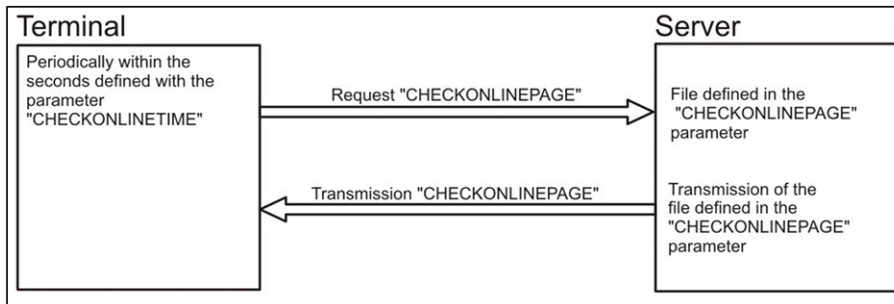 Terminal
Server
Periodically within the
seconds defined with the
parameter
"CHECKONLINETIME"
Request "CHECKONLINEPAGE"
File defined in the
"CHECKONLINEPAGE"
parameter
Transmission "CHECKONLINEPAGE"
Transmission of the
file defined in the
"CHECKONLINEPAGE"
parameter